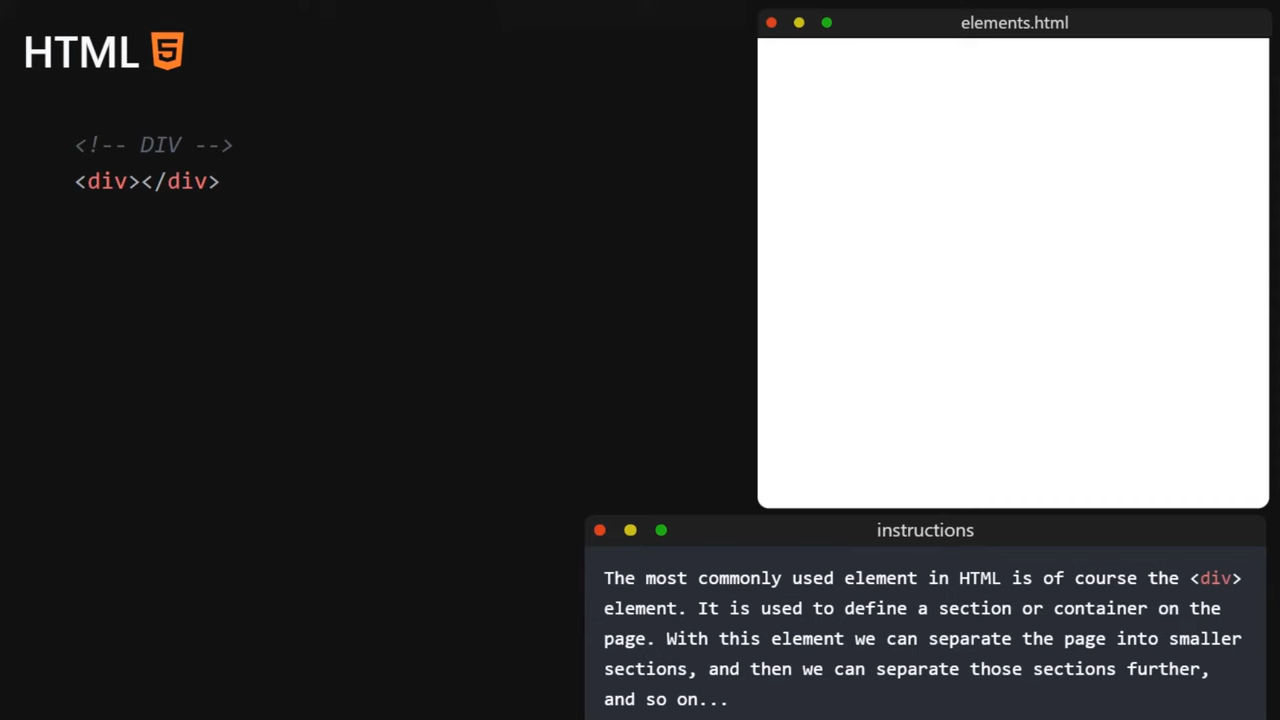 HTML 5
<!-- DIV -->
<div></div>
elements.html
instructions
The most commonly used element in HTML is of course the <div>
element. It is used to define a section or container on the
page. With this element we can separate the page into smaller
sections, and then we can separate those sections further,
and so on...